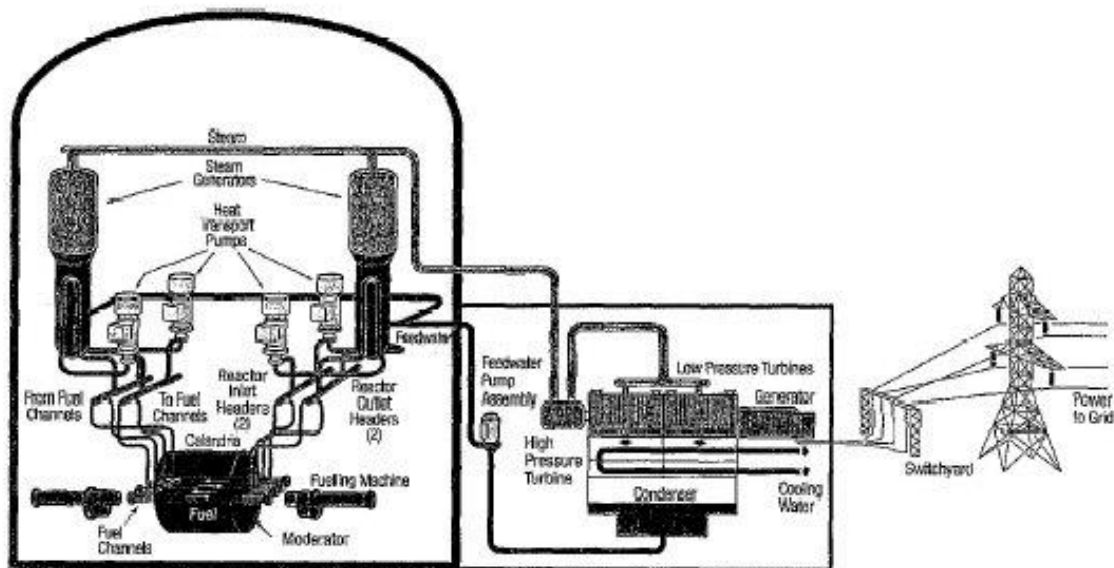 Steam
Steam
Generators
Heat
Transport
Pumps
Feedwater
From Fuel
Channels
To Fuel
Channels
Reactor
Inlet
Headers
(2)
Reactor
Outlet
Headers
(2)
Calandria
Fuelling Machine
Fuel
Fuel
Channels
Moderator
Feedwater
Pump
Assembly
Low Pressure Turbines
Generator
High
Pressure
Turbine
Condenser
Cooling
Water
Switchyard
Power
to Grid